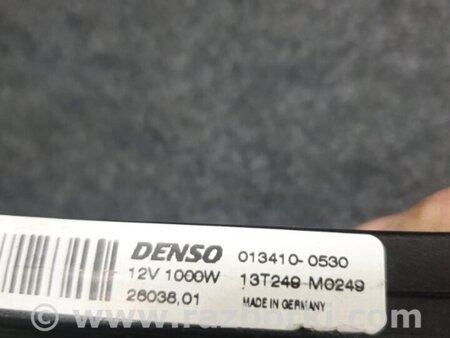 DENSO 013410-0530
12V 1000W 13T249 M0249
26038,01 MADE IN GERMANY
www.razborka.com